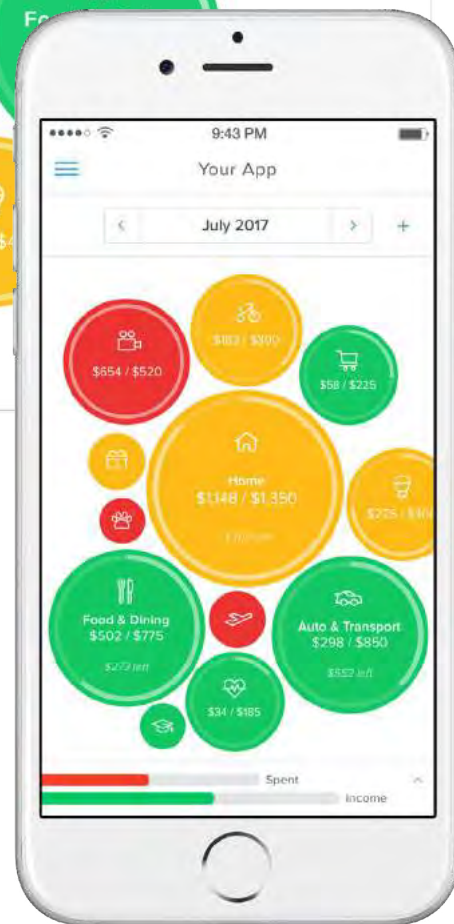 9:43 PM
Your App
July 2017
$183 / $300
$654 / $520
$58 / $225
Home
$1,148 / $1,350
Food & Dining
$502 / $775
$273 left
Auto & Transport
$298 / $850
$552 left
$34 / $185
Spent
Income